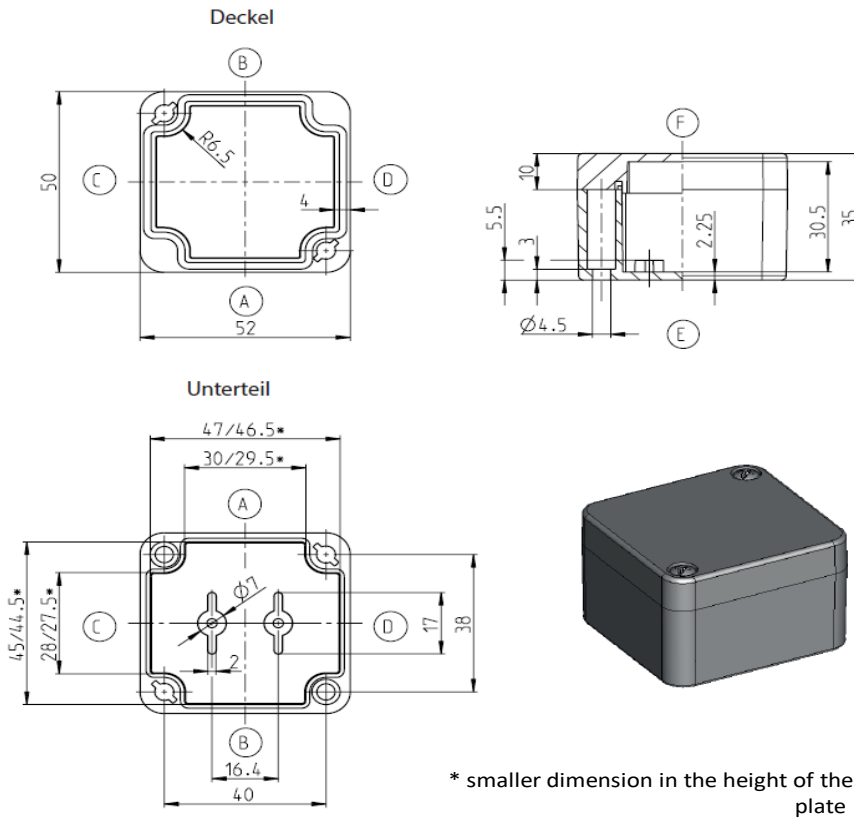 Deckel
B
R6.5
50
C
D
4
A
52
F
10
5.5
3
2.25
30.5
35
Ø4.5
E
Unterteil
47/46.5*
30/29.5*
A
45/44.5*
28/27.5*
C
Ø7
D
17
38
2
B
16.4
40
* smaller dimension in the height of the
plate